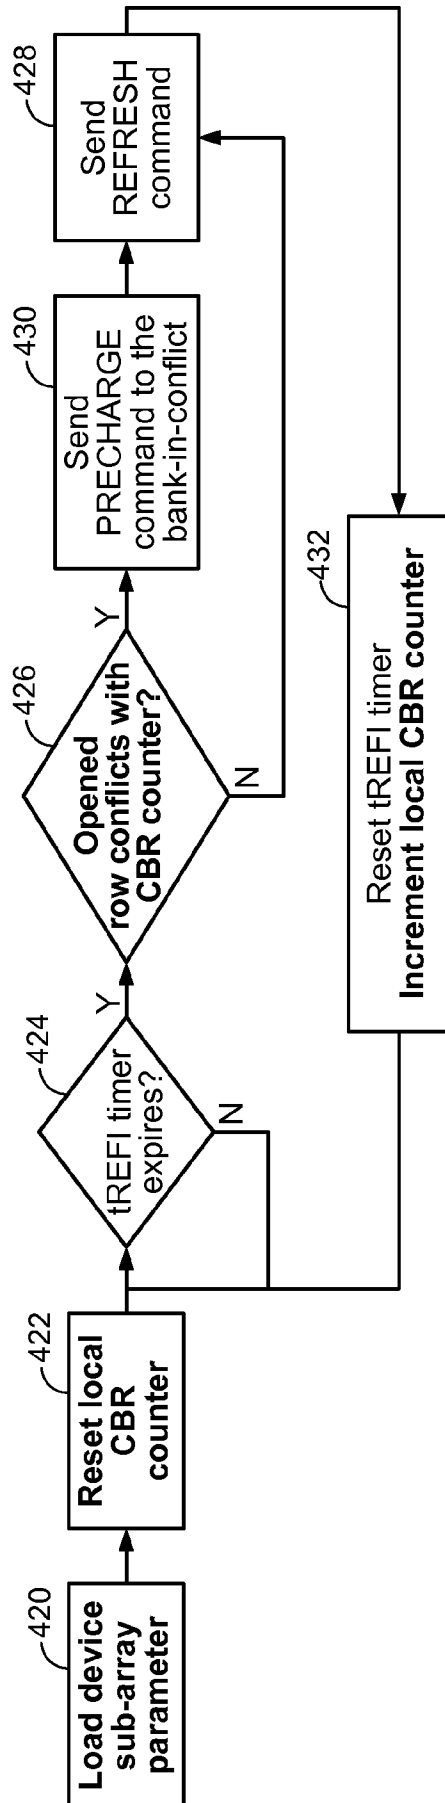 420
Load device
sub-array
parameter
422
Reset local
CBR
counter
424
tREFI timer
expires?
Y
N
426
Opened
row conflicts with
CBR counter?
Y
N
430
Send
PRECHARGE
command to the
bank-in-conflict
428
Send
REFRESH
command
432
Reset tREFI timer
Increment local CBR counter